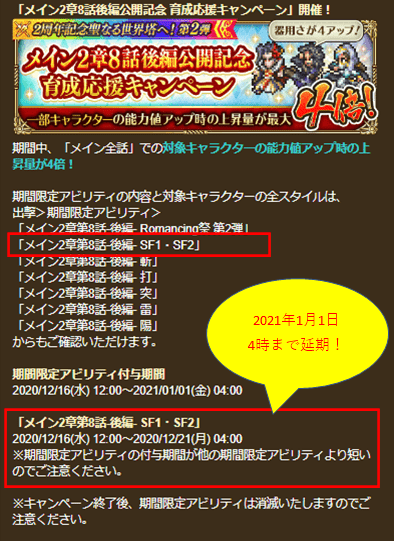 「メイン2章8話後編公開記念 育成応援キャンペーン」開催！
2周年記念聖なる世界塔へ！第2弾
器用さが4アップ！
メイン2章8話後編公開記念
育成応援キャンペーン
4倍！
一部キャラクターの能力値アップ時の上昇量が最大
期間中、「メイン全話」での対象キャラクターの能力値アップ時の上
昇量が4倍！
期間限定アビリティの内容と対象キャラクターの全スタイルは、
出撃＞期間限定アビリティ＞
「メイン2章第8話-後編- Romancing祭 第2弾」
「メイン2章第8話-後編- SF1・SF2」
「メイン2章第8話-後編- 斬」
「メイン2章第8話-後編- 打」
「メイン2章第8話-後編- 突」
「メイン2章第8話-後編- 雷」
「メイン2章第8話-後編- 陽」
からもご確認いただけます。
2021年1月1日
4時まで延期！
期間限定アビリティ付与期間
2020/12/16(水) 12:00～2021/01/01(金) 04:00
「メイン2章第8話-後編- SF1・SF2」
2020/12/16(水) 12:00～2020/12/21(月) 04:00
※期間限定アビリティの付与期間が他の期間限定アビリティより短い
のでご注意ください。
※キャンペーン終了後、期間限定アビリティは消滅いたしますのでご
注意ください。